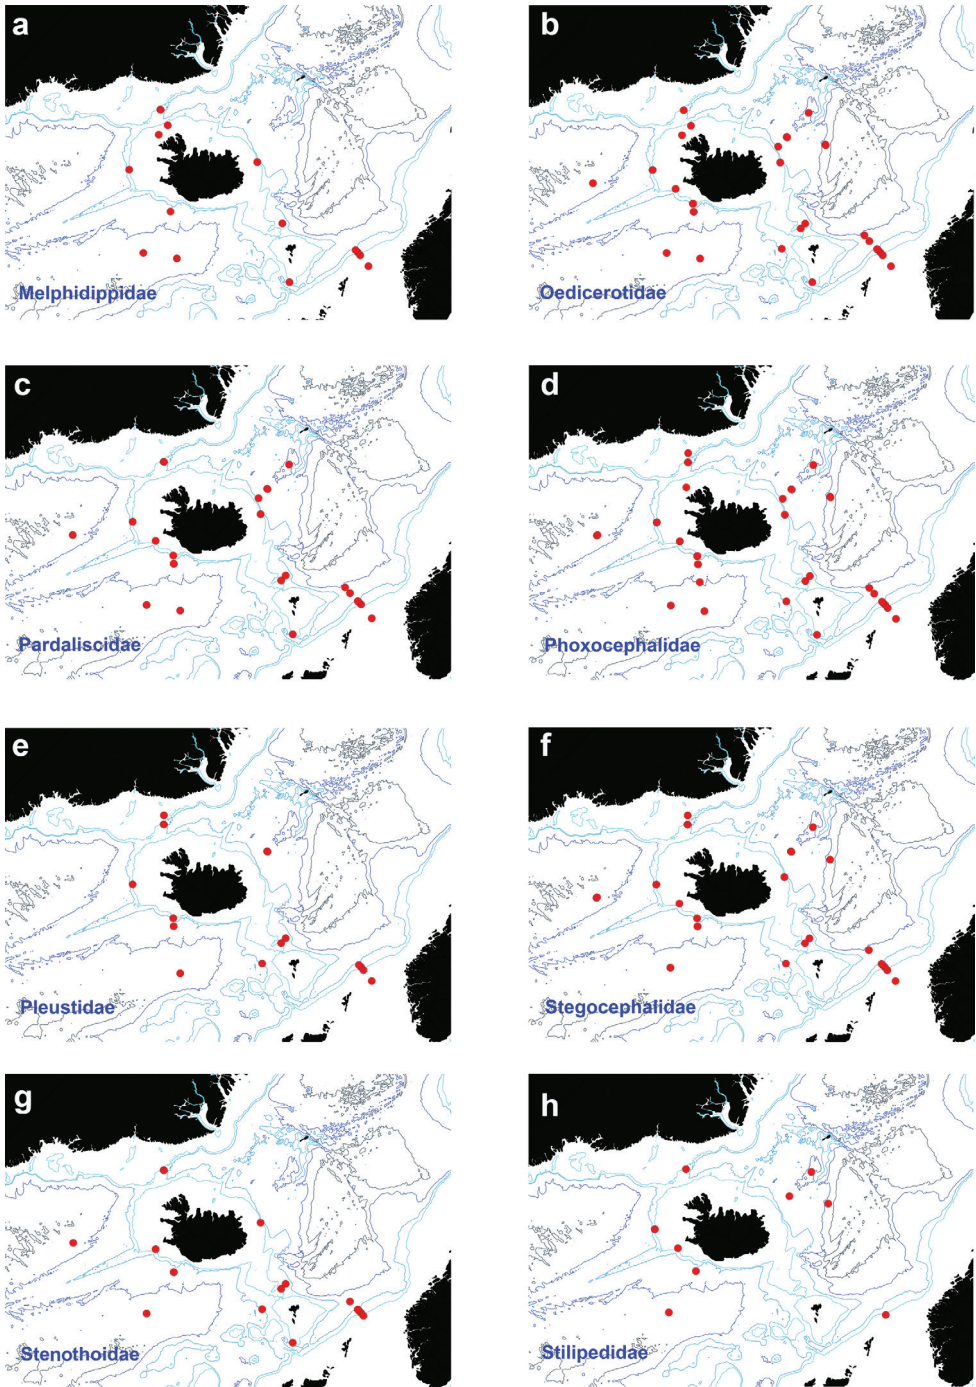 a
b
Melphidippidae
Oedicerotidae
c
d
Pardaliscidae
Phoxocephalidae
e
f
Pleustidae
Stegocephalidae
g
h
Stenothoidae
Stilipedidae